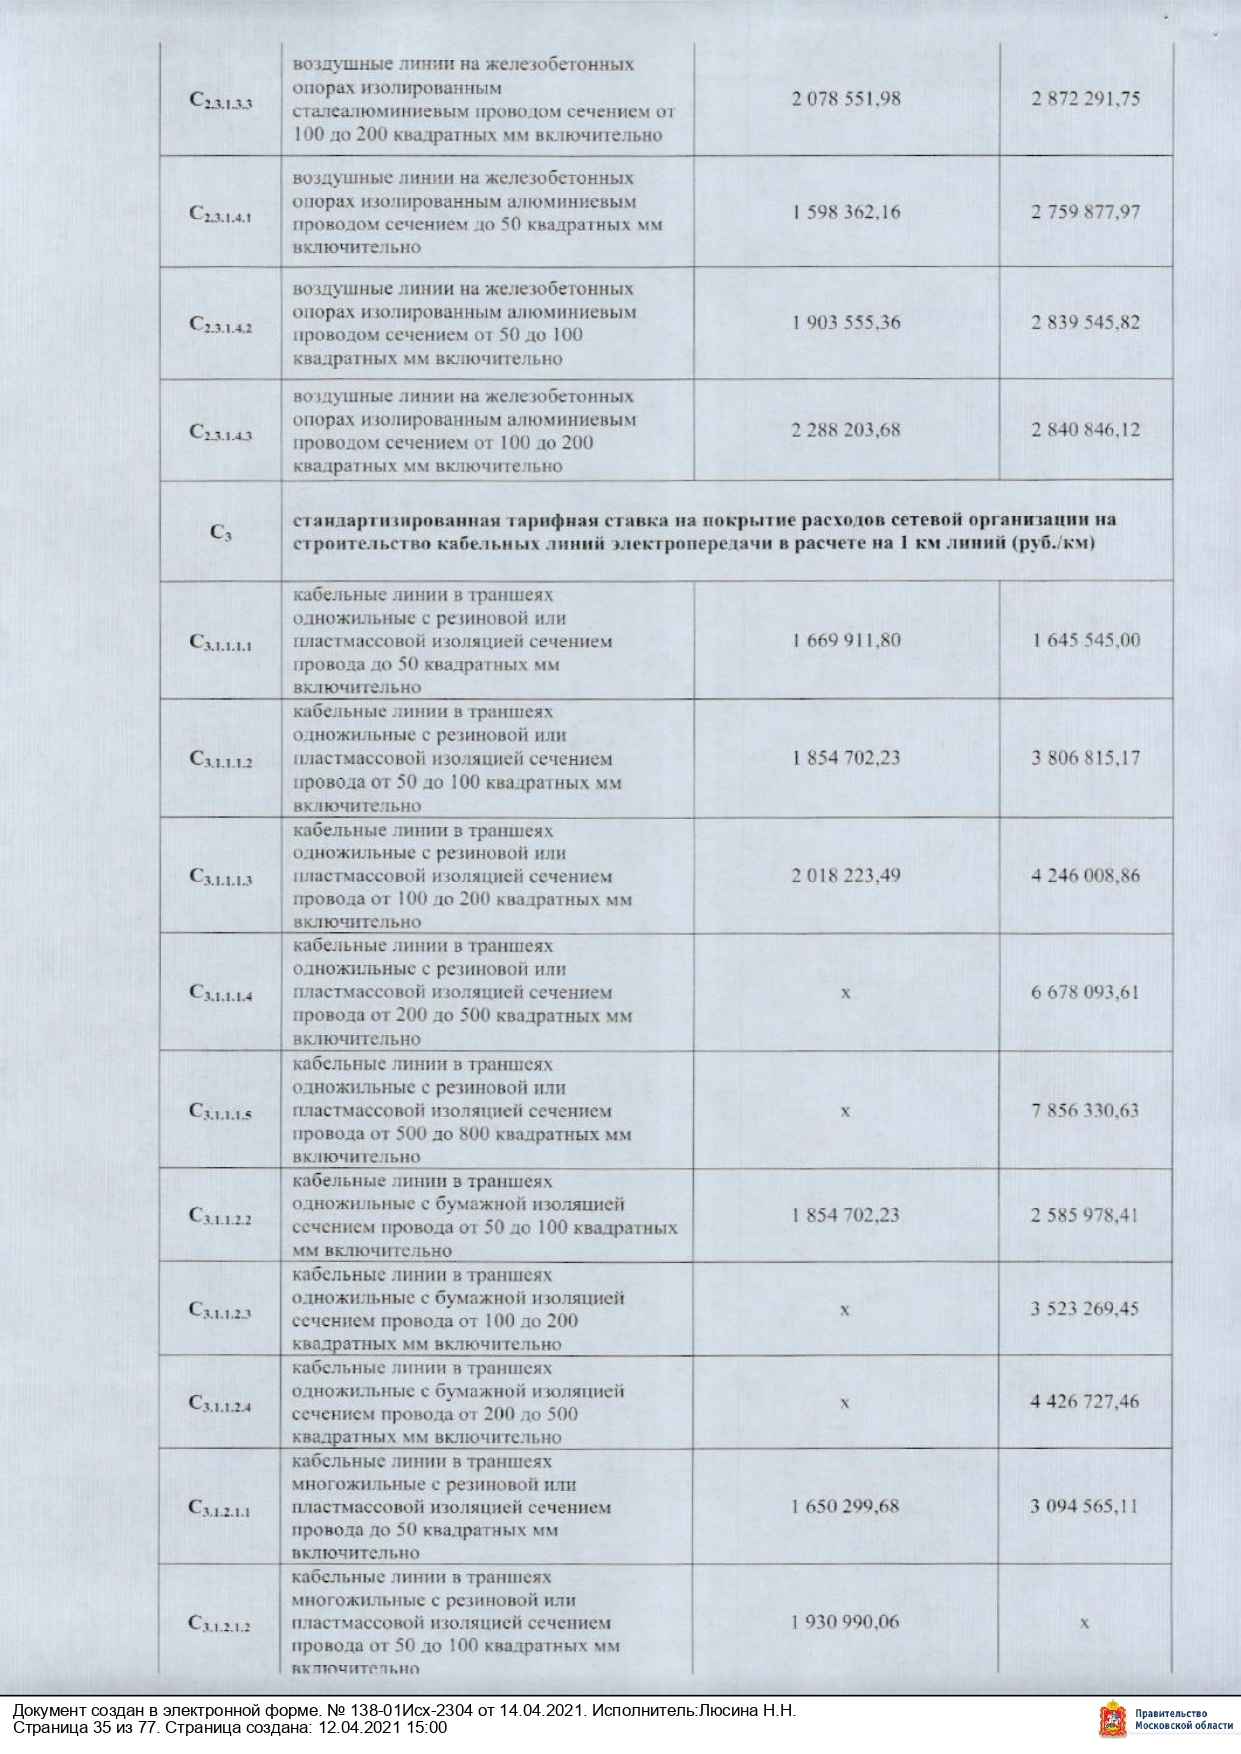 C2.3.1.3.3
воздушные линии на железобетонных
опорах изолированным
сталеалюминиевым проводом сечением от
100 до 200 квадратных мм включительно
2 078 551,98
2 872 291,75
C2.3.1.4.1
воздушные линии на железобетонных
опорах изолированным алюминиевым
проводом сечением до 50 квадратных мм
включительно
1 598 362,16
2 759 877,97
C2.3.1.4.2
воздушные линии на железобетонных
опорах изолированным алюминиевым
проводом сечением от 50 до 100
квадратных мм включительно
1 903 555,36
2 839 545,82
C2.3.1.4.3
воздушные линии на железобетонных
опорах изолированным алюминиевым
проводом сечением от 100 до 200
квадратных мм включительно
2 288 203,68
2 840 846,12
C3
стандартизированная тарифная ставка на покрытие расходов сетевой организации на
строительство кабельных линий электропередачи в расчете на 1 км линий (руб./км)
C3.1.1.1.1
кабельные линии в траншеях
одножильные с резиновой или
пластмассовой изоляцией сечением
провода до 50 квадратных мм
включительно
1 669 911,80
1 645 545,00
C3.1.1.1.2
кабельные линии в траншеях
одножильные с резиновой или
пластмассовой изоляцией сечением
провода от 50 до 100 квадратных мм
включительно
1 854 702,23
3 806 815,17
C3.1.1.1.3
кабельные линии в траншеях
одножильные с резиновой или
пластмассовой изоляцией сечением
провода от 100 до 200 квадратных мм
включительно
2 018 223,49
4 246 008,86
C3.1.1.1.4
кабельные линии в траншеях
одножильные с резиновой или
пластмассовой изоляцией сечением
провода от 200 до 500 квадратных мм
включительно
x
6 678 093,61
C3.1.1.1.5
кабельные линии в траншеях
одножильные с резиновой или
пластмассовой изоляцией сечением
провода от 500 до 800 квадратных мм
включительно
x
7 856 330,63
C3.1.1.2.2
кабельные линии в траншеях
одножильные с бумажной изоляцией
сечением провода от 50 до 100 квадратных
мм включительно
1 854 702,23
2 585 978,41
C3.1.1.2.3
кабельные линии в траншеях
одножильные с бумажной изоляцией
сечением провода от 100 до 200
квадратных мм включительно
x
3 523 269,45
C3.1.1.2.4
кабельные линии в траншеях
одножильные с бумажной изоляцией
сечением провода от 200 до 500
квадратных мм включительно
x
4 426 727,46
C3.1.2.1.1
кабельные линии в траншеях
многожильные с резиновой или
пластмассовой изоляцией сечением
провода до 50 квадратных мм
включительно
1 650 299,68
3 094 565,11
C3.1.2.1.2
кабельные линии в траншеях
многожильные с резиновой или
пластмассовой изоляцией сечением
провода от 50 до 100 квадратных мм
включительно
1 930 990,06
x
Документ создан в электронной форме. № 138-01Исх-2304 от 14.04.2021. Исполнитель:Люсина Н.Н.
Страница 35 из 77. Страница создана: 12.04.2021 15:00
Правительство
Московской области